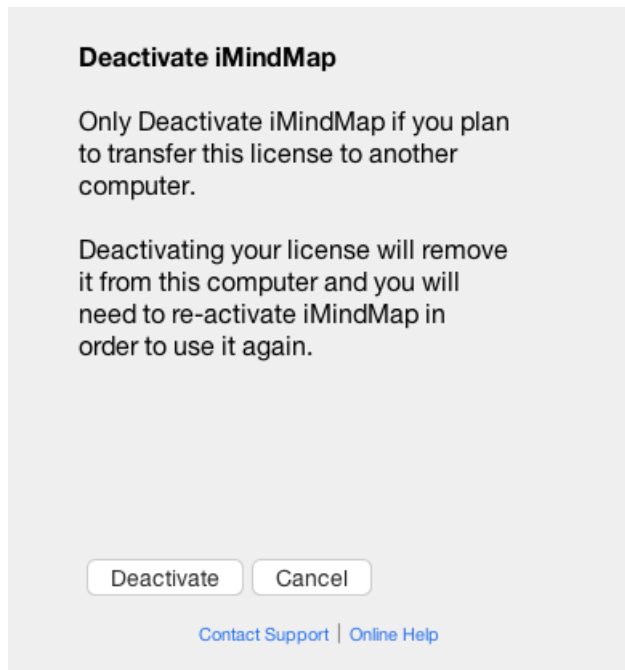 Deactivate iMindMap
Only Deactivate iMindMap if you plan
to transfer this license to another
computer.
Deactivating your license will remove
it from this computer and you will
need to re-activate iMindMap in
order to use it again.
Deactivate Cancel
Contact Support | Online Help